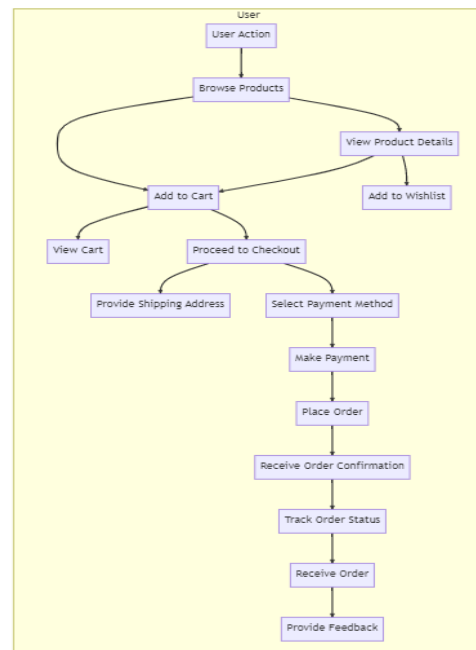 User
User Action
Browse Products
View Product Details
Add to Cart
Add to Wishlist
View Cart
Proceed to Checkout
Provide Shipping Address
Select Payment Method
Make Payment
Place Order
Receive Order Confirmation
Track Order Status
Receive Order
Provide Feedback